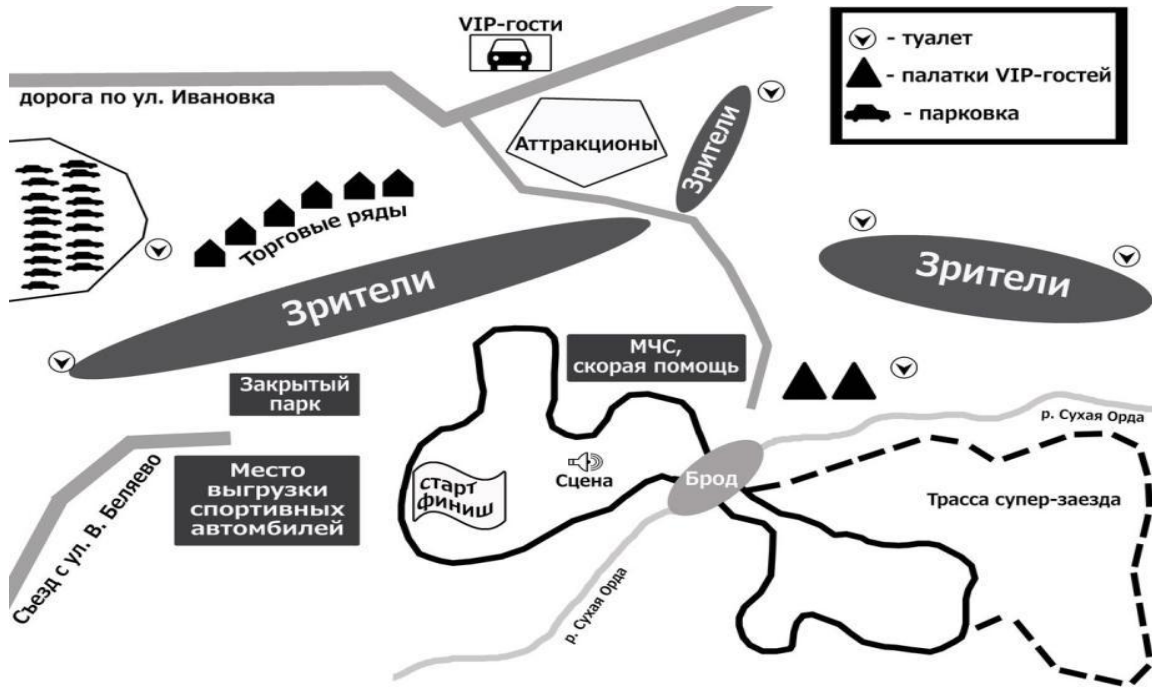 VIP-гости
- туалет
- палатки VIP-гостей
- парковка
дорога по ул. Ивановка
Аттракционы
Зрители
Торговые ряды
Зрители
Зрители
МЧС,
скорая помощь
Закрытый
парк
р. Сухая Орда
Место
выгрузки
спортивных
автомбилей
старт
финиш
Сцена
Брод
Трасса супер-заезда
Съезд с ул. В. Беляево
р. Сухая Орда